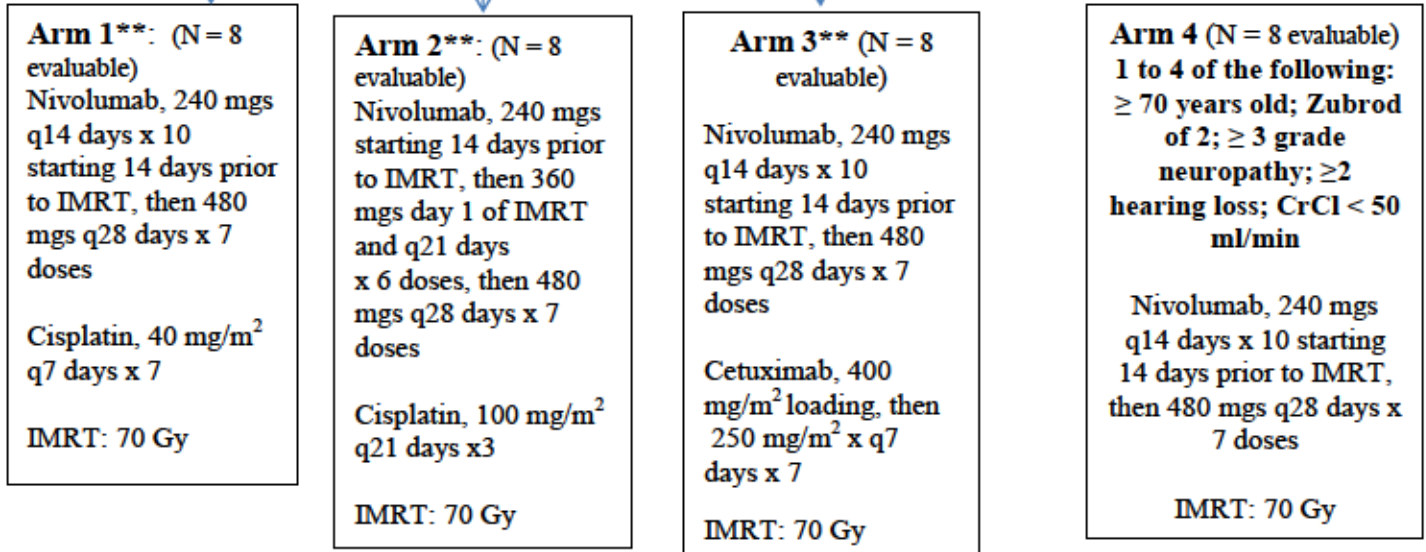 Arm 1**: (N = 8
evaluable)
Nivolumab, 240 mgs
q14 days x 10
starting 14 days prior
to IMRT, then 480
mgs q28 days x 7
doses
Cisplatin, 40 mg/m²
q7 days x 7
IMRT: 70 Gy
Arm 2**: (N = 8
evaluable)
Nivolumab, 240 mgs
starting 14 days prior
to IMRT, then 360
mgs day 1 of IMRT
and q21 days
x 6 doses, then 480
mgs q28 days x 7
doses
Cisplatin, 100 mg/m²
q21 days x3
IMRT: 70 Gy
Arm 3** (N = 8
evaluable)
Nivolumab, 240 mgs
q14 days x 10
starting 14 days prior
to IMRT, then 480
mgs q28 days x 7
doses
Cetuximab, 400
mg/m² loading, then
250 mg/m² x q7
days x 7
IMRT: 70 Gy
Arm 4 (N = 8 evaluable)
1 to 4 of the following:
≥ 70 years old; Zubrod
of 2; ≥ 3 grade
neuropathy; ≥2
hearing loss; CrCl < 50
ml/min
Nivolumab, 240 mgs
q14 days x 10 starting
14 days prior to IMRT,
then 480 mgs q28 days x
7 doses
IMRT: 70 Gy